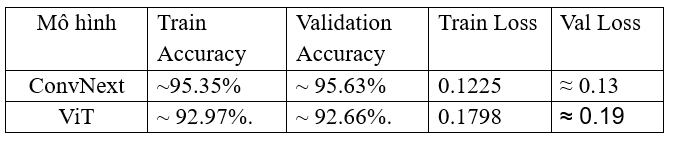 Mô hình Train Accuracy Validation Accuracy Train Loss Val Loss
ConvNext ~95.35% ~ 95.63% 0.1225 ≈ 0.13
ViT ~ 92.97%. ~ 92.66%. 0.1798 ≈ 0.19